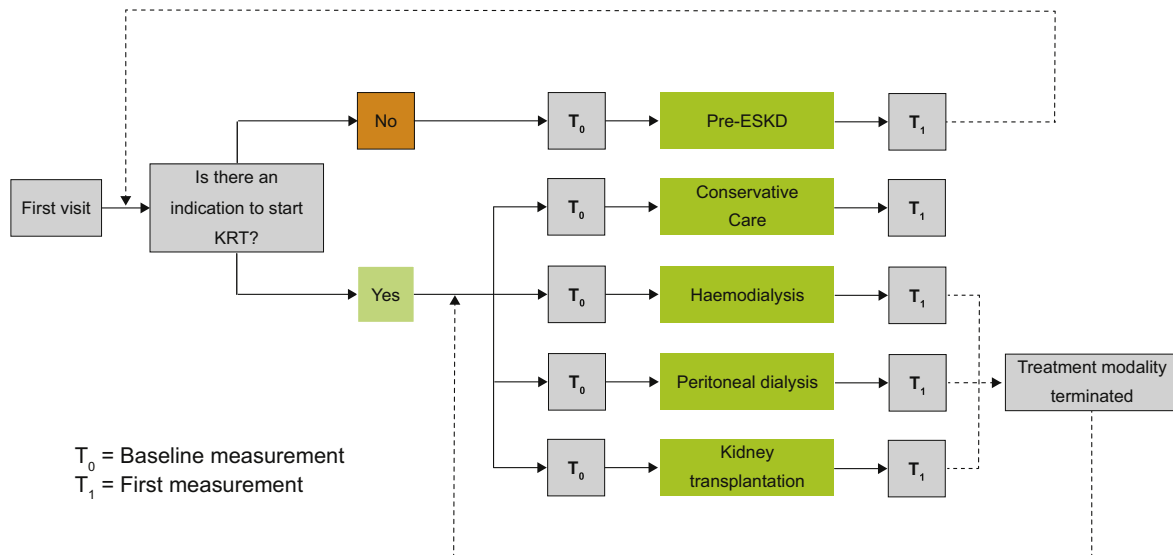 No
T0
Pre-ESKD
T1
First visit
Is there an
indication to start
KRT?
T0
Conservative
Care
T1
Yes
T0
Haemodialysis
T1
T0
Peritoneal dialysis
T1
Treatment modality
terminated
T0
Kidney
transplantation
T1
T0 = Baseline measurement
T1 = First measurement